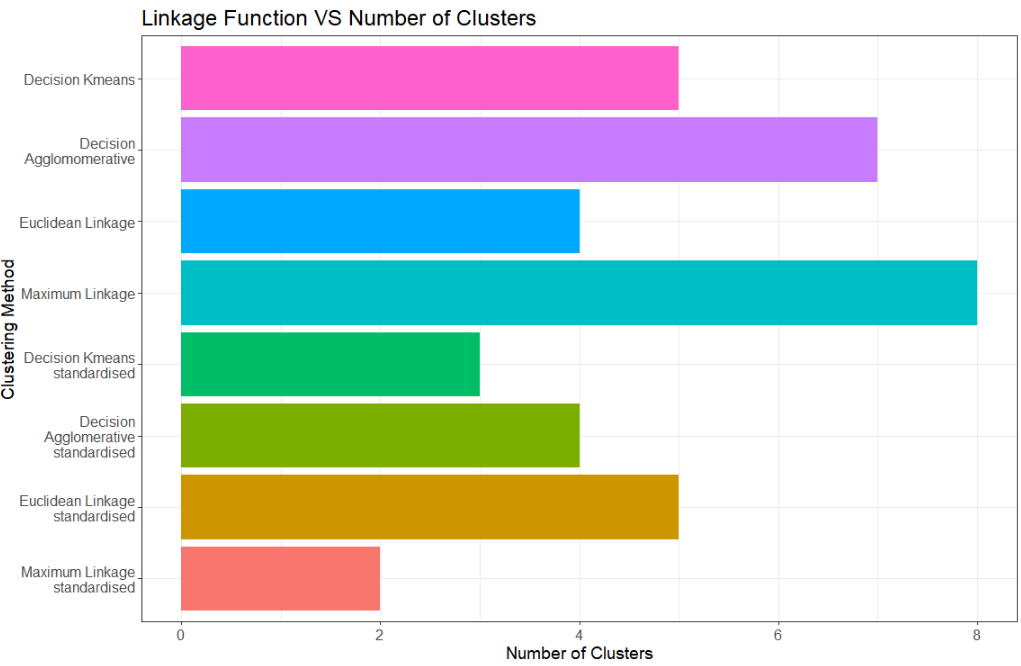 Linkage Function VS Number of Clusters
Clustering Method
Decision Kmeans
Decision
Agglomomerative
Euclidean Linkage
Maximum Linkage
Decision Kmeans
standardised
Decision
Agglomerative
standardised
Euclidean Linkage
standardised
Maximum Linkage
standardised
0 2 4 6 8
Number of Clusters